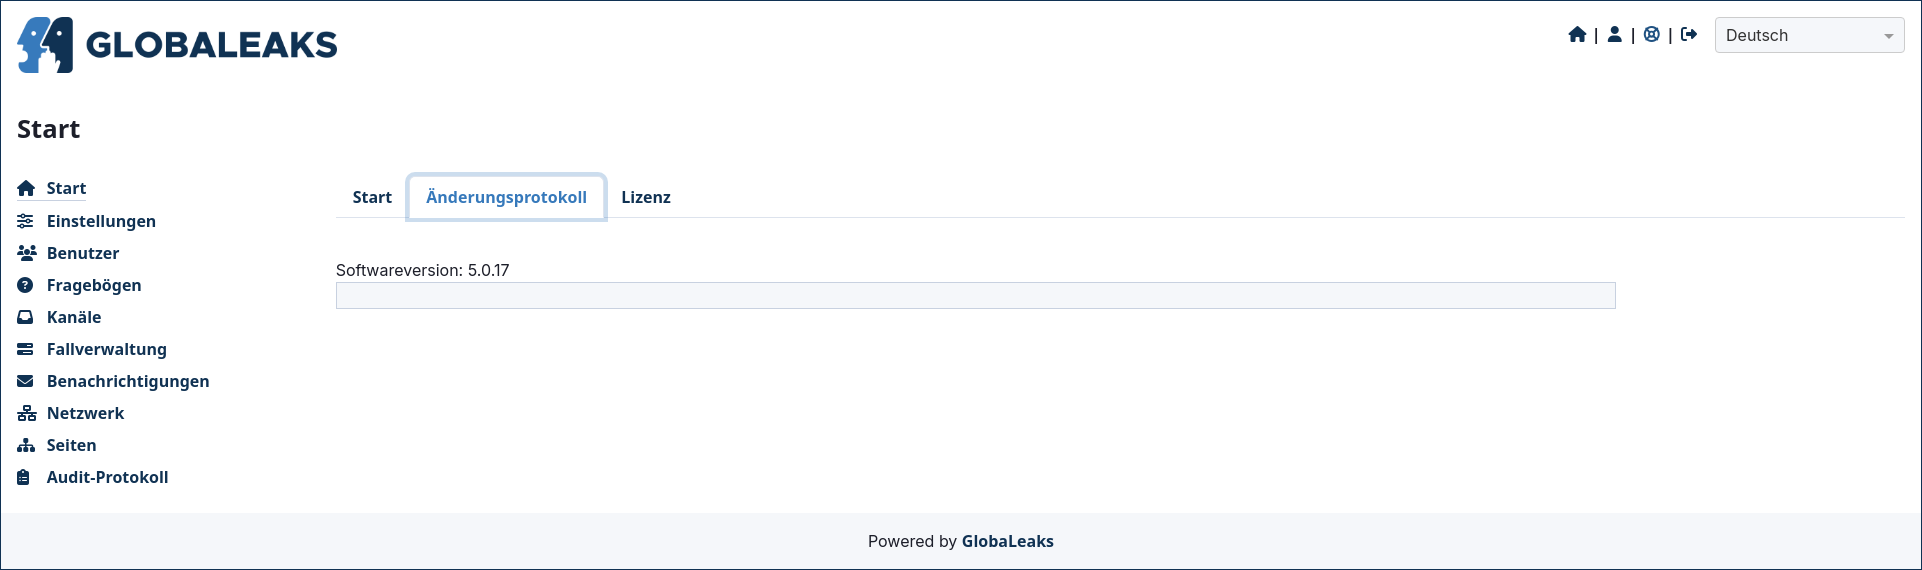 GLOBALEAKS
| | | Deutsch
Start
Start
Einstellungen
Benutzer
Fragebögen
Kanäle
Fallverwaltung
Benachrichtigungen
Netzwerk
Seiten
Audit-Protokoll
Start Änderungsprotokoll Lizenz
Softwareversion: 5.0.17
Powered by GlobaLeaks